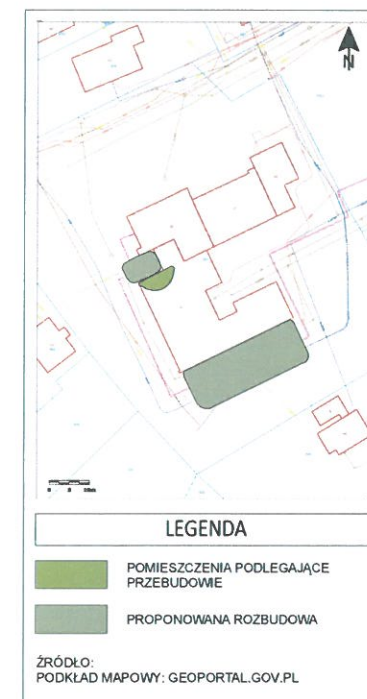 N
LEGENDA
POMIESZCZENIA PODLEGAJĄCE
PRZEBUDOWIE
PROPONOWANA ROZBUDOWA
ŹRÓDŁO:
PODKŁAD MAPOWY: GEOPORTAL.GOV.PL